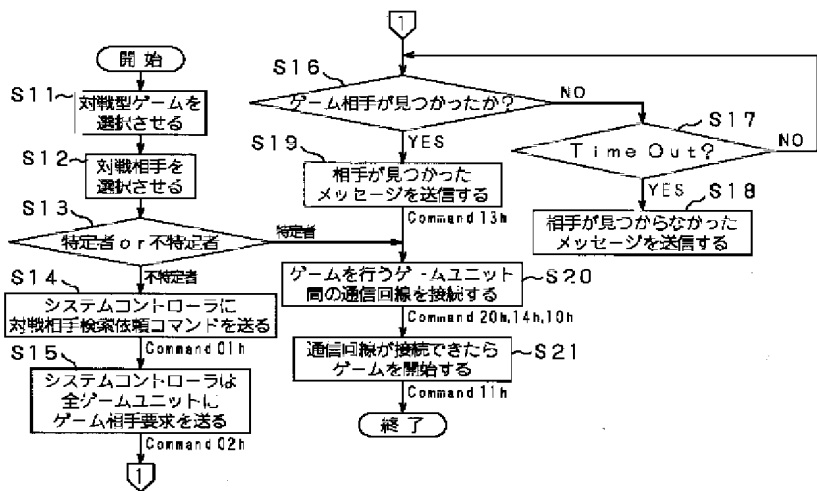 開始
S11
対戦型ゲームを
選択させる
S12
対戦相手を
選択させる
S13
特定者or不特定者
特定者
不特定者
S14
システムコントローラに
対戦相手検索依頼コマンドを送る
Command 01h
S15
システムコントローラは
全ゲームユニットに
ゲーム相手要求を送る
Command 02h
1
1
S16
ゲーム相手が見つかったか?
NO
YES
S17
Time Out?
NO
YES
S18
相手が見つからなかった
メッセージを送信する
S19
相手が見つかった
メッセージを送信する
Command 13h
S20
ゲームを行うゲームユニット
間の通信回線を接続する
Command 20h,14h,10h
S21
通信回線が接続できたら
ゲームを開始する
Command 11h
終了